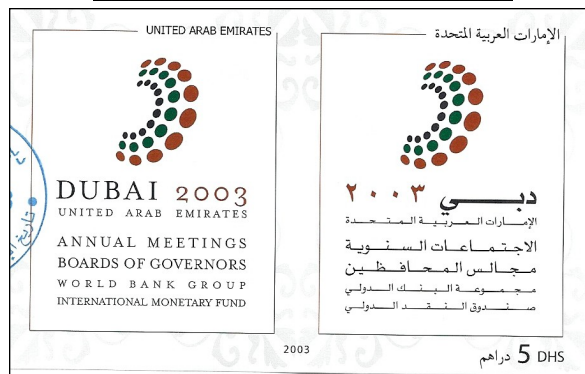 UNITED ARAB EMIRATES
DUBAI 2003
UNITED ARAB EMIRATES
ANNUAL MEETINGS
BOARDS OF GOVERNORS
WORLD BANK GROUP
INTERNATIONAL MONETARY FUND
الإمارات العربية المتحدة
دبي ٢٠٠٣
الإمارات العربية المتحدة
الاجتماعات السنوية
مجالس المحافظين
مجموعة البنك الدولي
صندوق النقد الدولي
2003
5 دراهم DHS